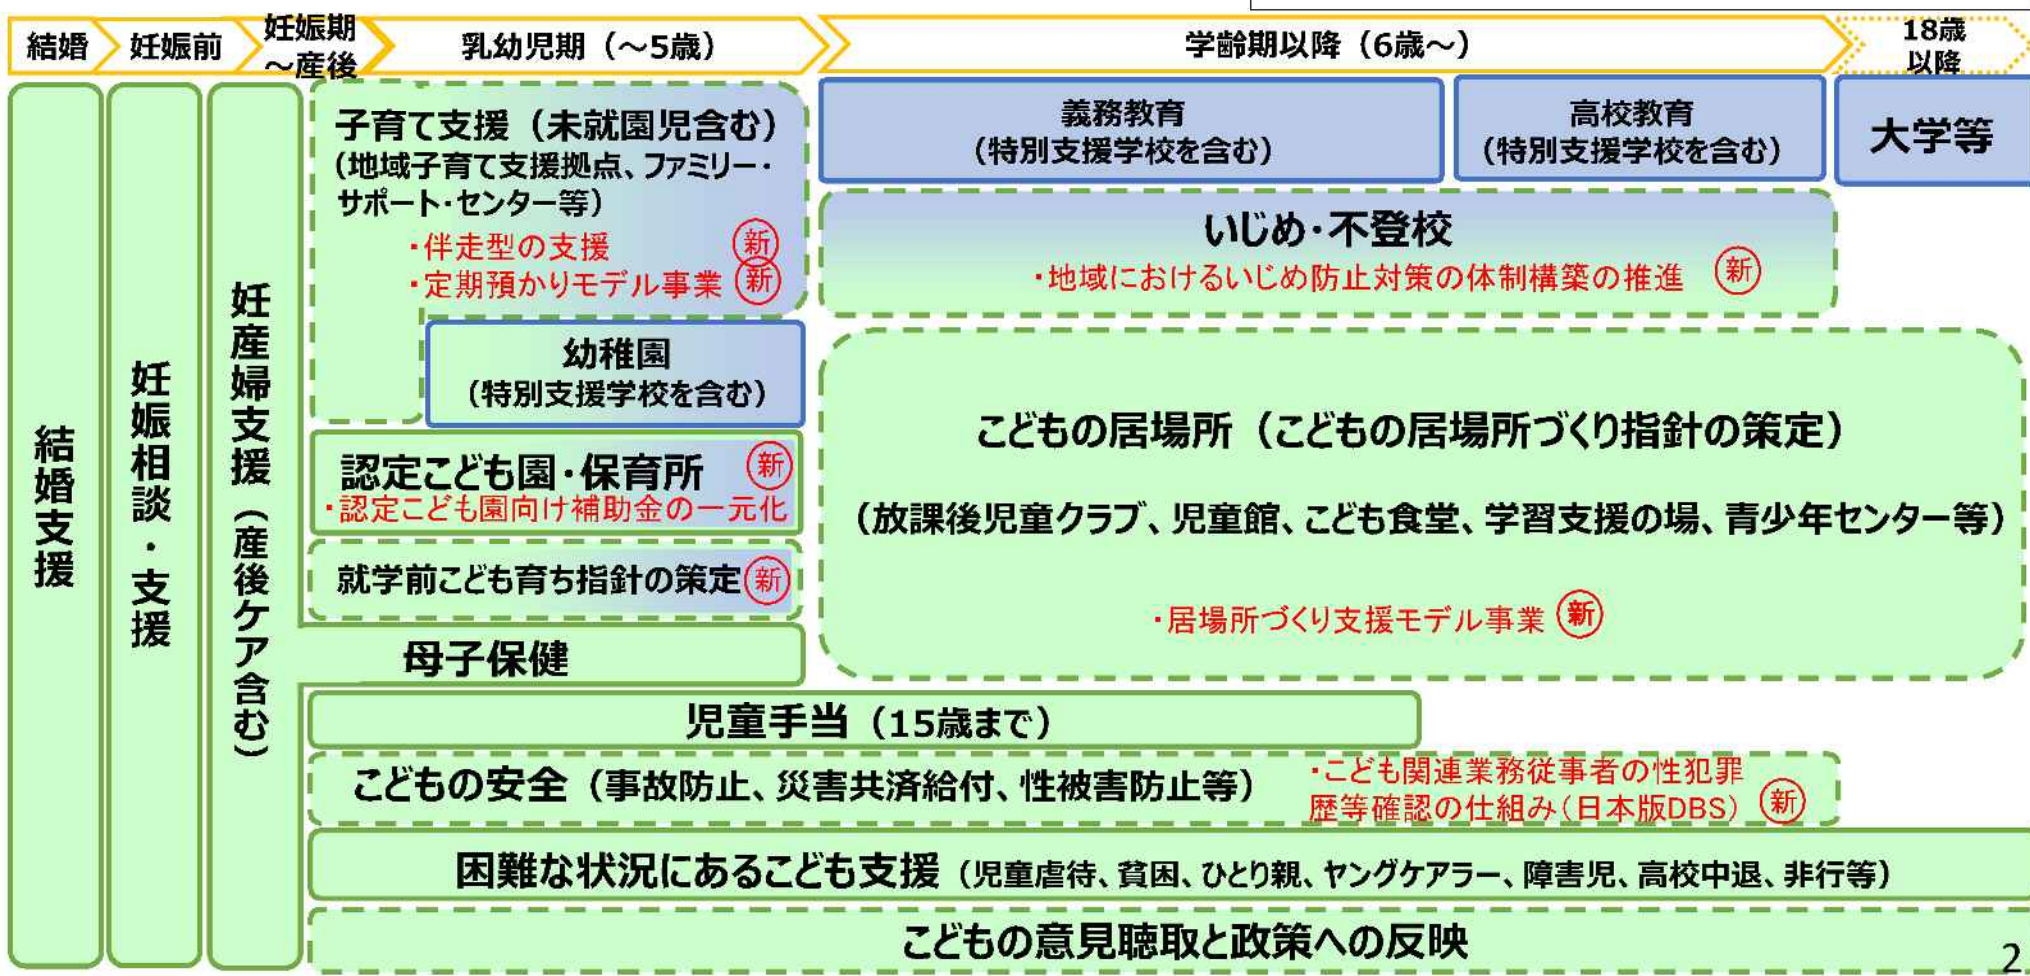 結婚
妊娠前
妊娠期
～産後
乳幼児期（～5歳）
学齢期以降（6歳～）
18歳
以降
結婚支援
妊娠相談・支援
妊産婦支援（産後ケア含む）
子育て支援（未就園児含む）
（地域子育て支援拠点、ファミリー・
サポート・センター等）
・伴走型の支援 新
・定期預かりモデル事業 新
幼稚園
（特別支援学校を含む）
認定こども園・保育所 新
・認定こども園向け補助金の一元化
就学前こども育ち指針の策定 新
母子保健
義務教育
（特別支援学校を含む）
高校教育
（特別支援学校を含む）
大学等
いじめ・不登校
・地域におけるいじめ防止対策の体制構築の推進 新
こどもの居場所（こどもの居場所づくり指針の策定）
（放課後児童クラブ、児童館、こども食堂、学習支援の場、青少年センター等）
・居場所づくり支援モデル事業 新
児童手当（15歳まで）
こどもの安全（事故防止、災害共済給付、性被害防止等）
・こども関連業務従事者の性犯罪
歴等確認の仕組み（日本版DBS） 新
困難な状況にあるこども支援（児童虐待、貧困、ひとり親、ヤングケアラー、障害児、高校中退、非行等）
こどもの意見聴取と政策への反映
2